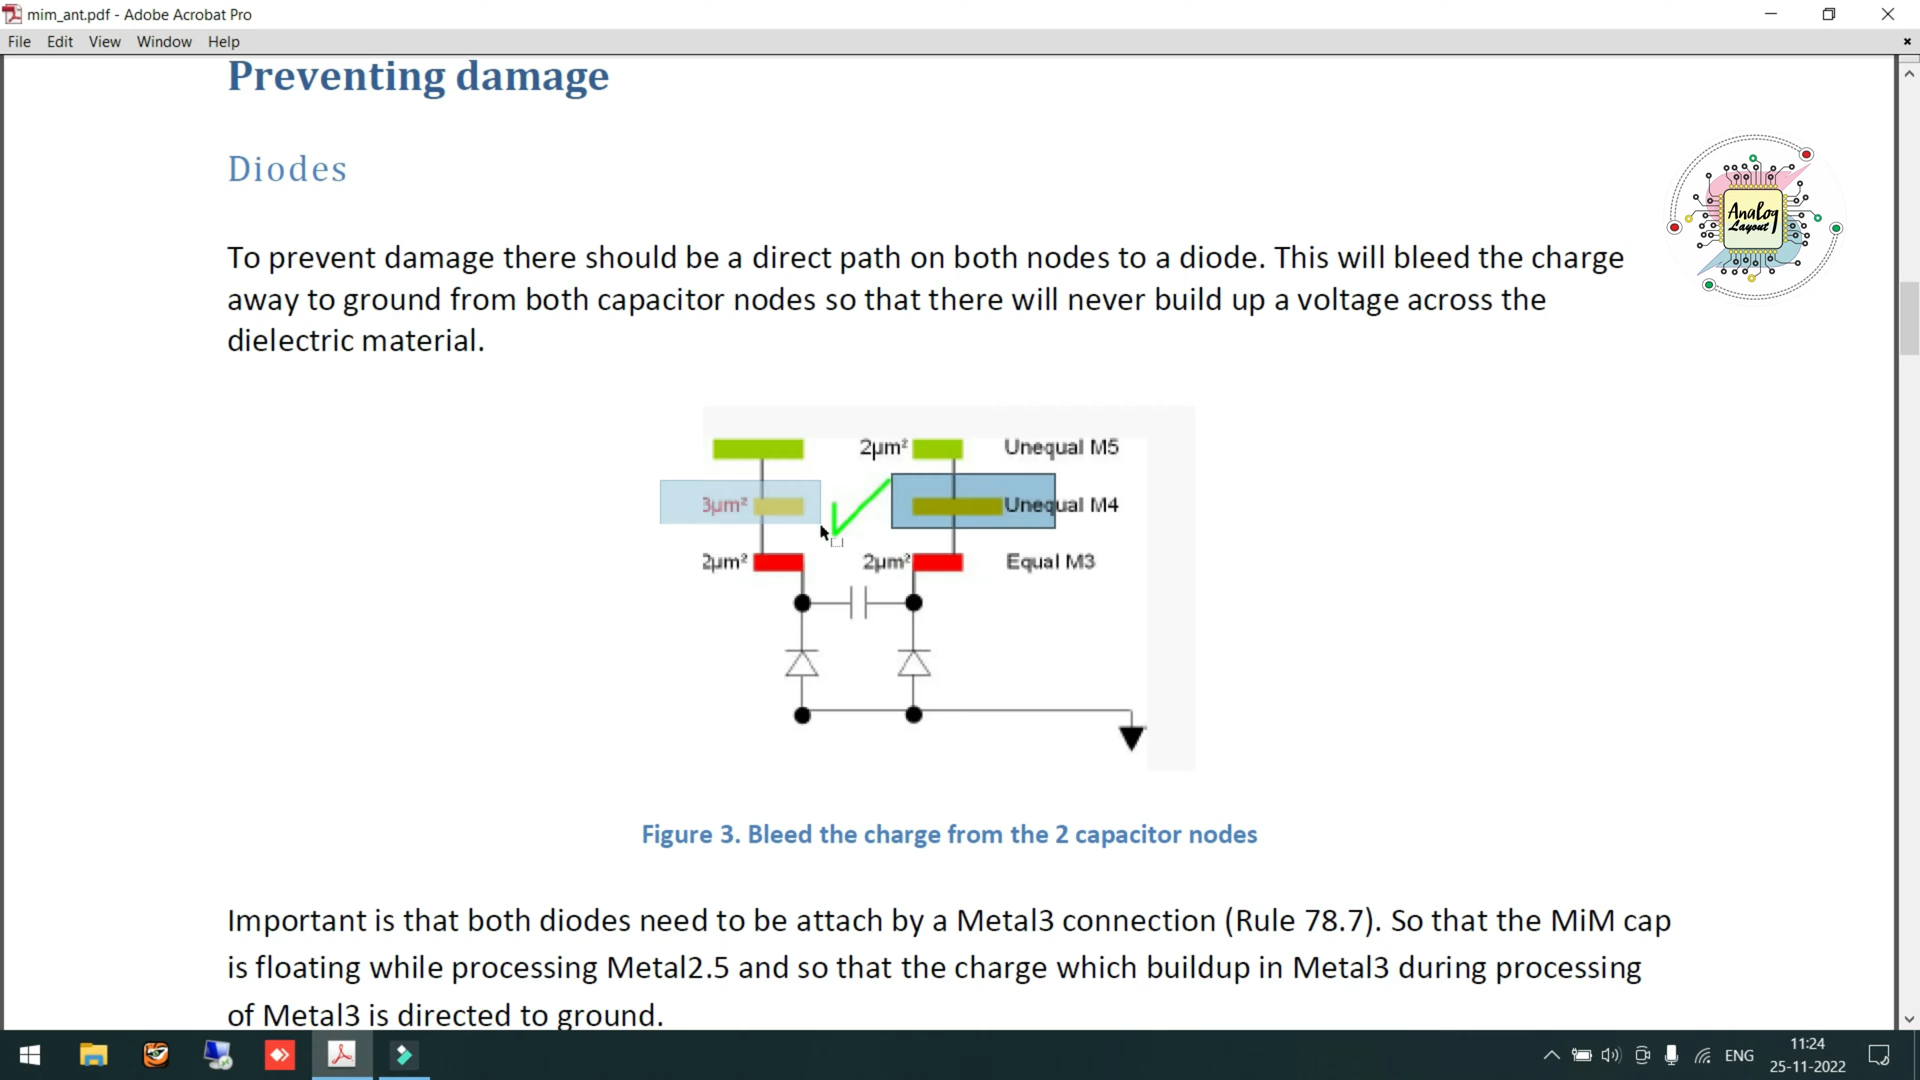 mim_ant.pdf - Adobe Acrobat Pro
File Edit View Window Help
Preventing damage
Diodes
Analog
Layout
To prevent damage there should be a direct path on both nodes to a diode. This will bleed the charge
away to ground from both capacitor nodes so that there will never build up a voltage across the
dielectric material.
2µm² Unequal M5
3µm² Unequal M4
2µm² 2µm² Equal M3
Figure 3. Bleed the charge from the 2 capacitor nodes
Important is that both diodes need to be attach by a Metal3 connection (Rule 78.7). So that the MiM cap
is floating while processing Metal2.5 and so that the charge which buildup in Metal3 during processing
of Metal3 is directed to ground.
ENG
11:24
25-11-2022